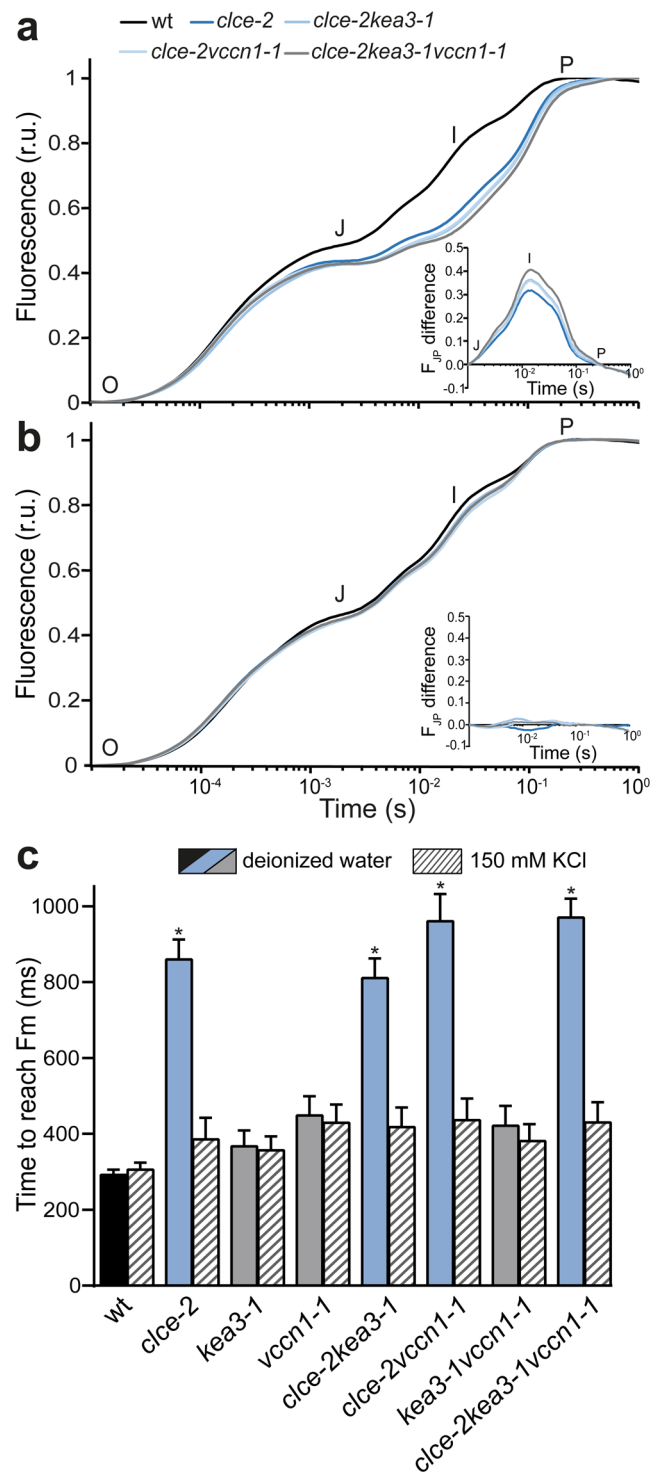 a
wt clce-2 clce-2kea3-1
clce-2vccn1-1 clce-2kea3-1vccn1-1
Fluorescence (r.u.)
1
0.8
0.6
0.4
0.2
0
O
J
I
P
F_JP difference
0.5
0.4
0.3
0.2
0.1
0.0
-0.1
J
I
P
10⁻² 10⁻¹ 10⁰
Time (s)
b
Fluorescence (r.u.)
1
0.8
0.6
0.4
0.2
0
O
J
I
P
F_JP difference
0.5
0.4
0.3
0.2
0.1
0.0
-0.1
10⁻² 10⁻¹ 10⁰
Time (s)
10⁻⁴ 10⁻³ 10⁻² 10⁻¹ 10⁰
Time (s)
c
deionized water 150 mM KCl
Time to reach Fm (ms)
1000
800
600
400
200
0
* * * *
wt
clce-2
kea3-1
vccn1-1
clce-2kea3-1
clce-2vccn1-1
kea3-1vccn1-1
clce-2kea3-1vccn1-1